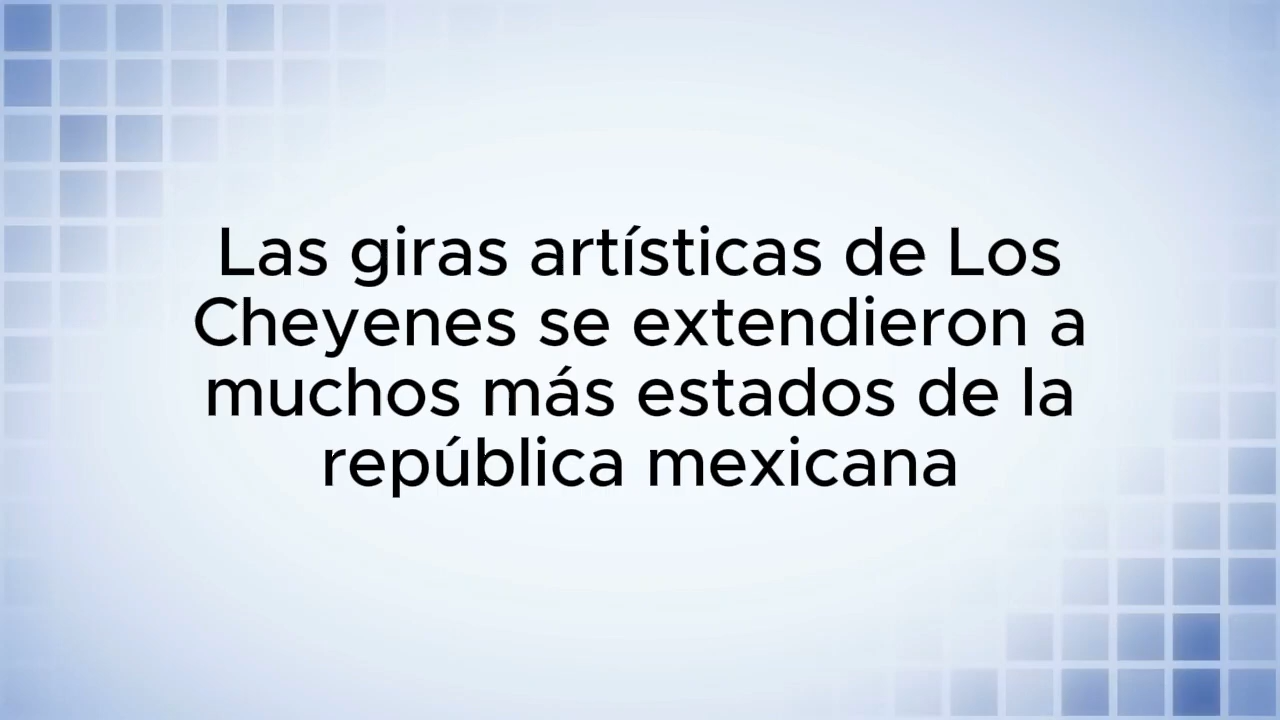 Las giras artísticas de Los
Cheyenes se extendieron a
muchos más estados de la
república mexicana